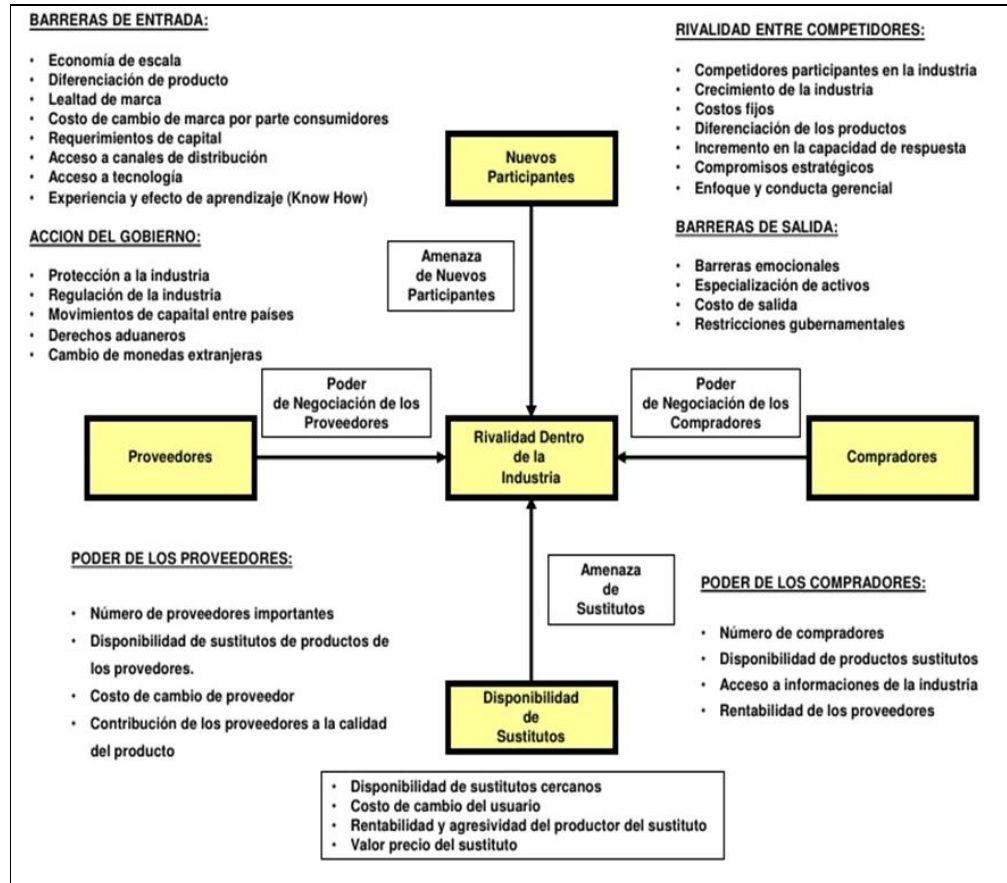 BARRERAS DE ENTRADA:
• Economía de escala
• Diferenciación de producto
• Lealtad de marca
• Costo de cambio de marca por parte consumidores
• Requerimientos de capital
• Acceso a canales de distribución
• Acceso a tecnología
• Experiencia y efecto de aprendizaje (Know How)
ACCION DEL GOBIERNO:
• Protección a la industria
• Regulación de la industria
• Movimientos de capaital entre países
• Derechos aduaneros
• Cambio de monedas extranjeras
Nuevos
Participantes
Amenaza
de Nuevos
Participantes
RIVALIDAD ENTRE COMPETIDORES:
• Competidores participantes en la industria
• Crecimiento de la industria
• Costos fijos
• Diferenciación de los productos
• Incremento en la capacidad de respuesta
• Compromisos estratégicos
• Enfoque y conducta gerencial
BARRERAS DE SALIDA:
• Barreras emocionales
• Especialización de activos
• Costo de salida
• Restricciones gubernamentales
Poder
de Negociación de los
Proveedores
Poder
de Negociación de los
Compradores
Proveedores
Rivalidad Dentro
de la
Industria
Compradores
PODER DE LOS PROVEEDORES:
• Número de proveedores importantes
• Disponibilidad de sustitutos de productos de
los provedores.
• Costo de cambio de proveedor
• Contribución de los proveedores a la calidad
del producto
Amenaza
de
Sustitutos
Disponibilidad
de
Sustitutos
PODER DE LOS COMPRADORES:
• Número de compradores
• Disponibilidad de productos sustitutos
• Acceso a informaciones de la industria
• Rentabilidad de los proveedores
• Disponibilidad de sustitutos cercanos
• Costo de cambio del usuario
• Rentabilidad y agresividad del productor del sustituto
• Valor precio del sustituto